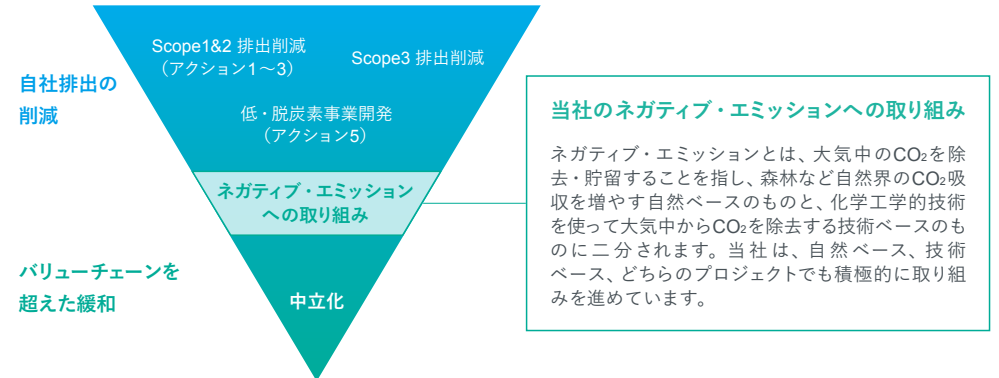 自社排出の
削減
Scope1&2 排出削減
（アクション1～3）
Scope3 排出削減
低・脱炭素事業開発
（アクション5）
ネガティブ・エミッション
への取り組み
バリューチェーンを
超えた緩和
中立化
当社のネガティブ・エミッションへの取り組み
ネガティブ・エミッションとは、大気中のCO₂を除
去・貯留することを指し、森林など自然界のCO₂吸
収を増やす自然ベースのものと、化学工学的技術
を使って大気中からCO₂を除去する技術ベースのも
のに二分されます。当社は、自然ベース、技術
ベース、どちらのプロジェクトでも積極的に取り組
みを進めています。